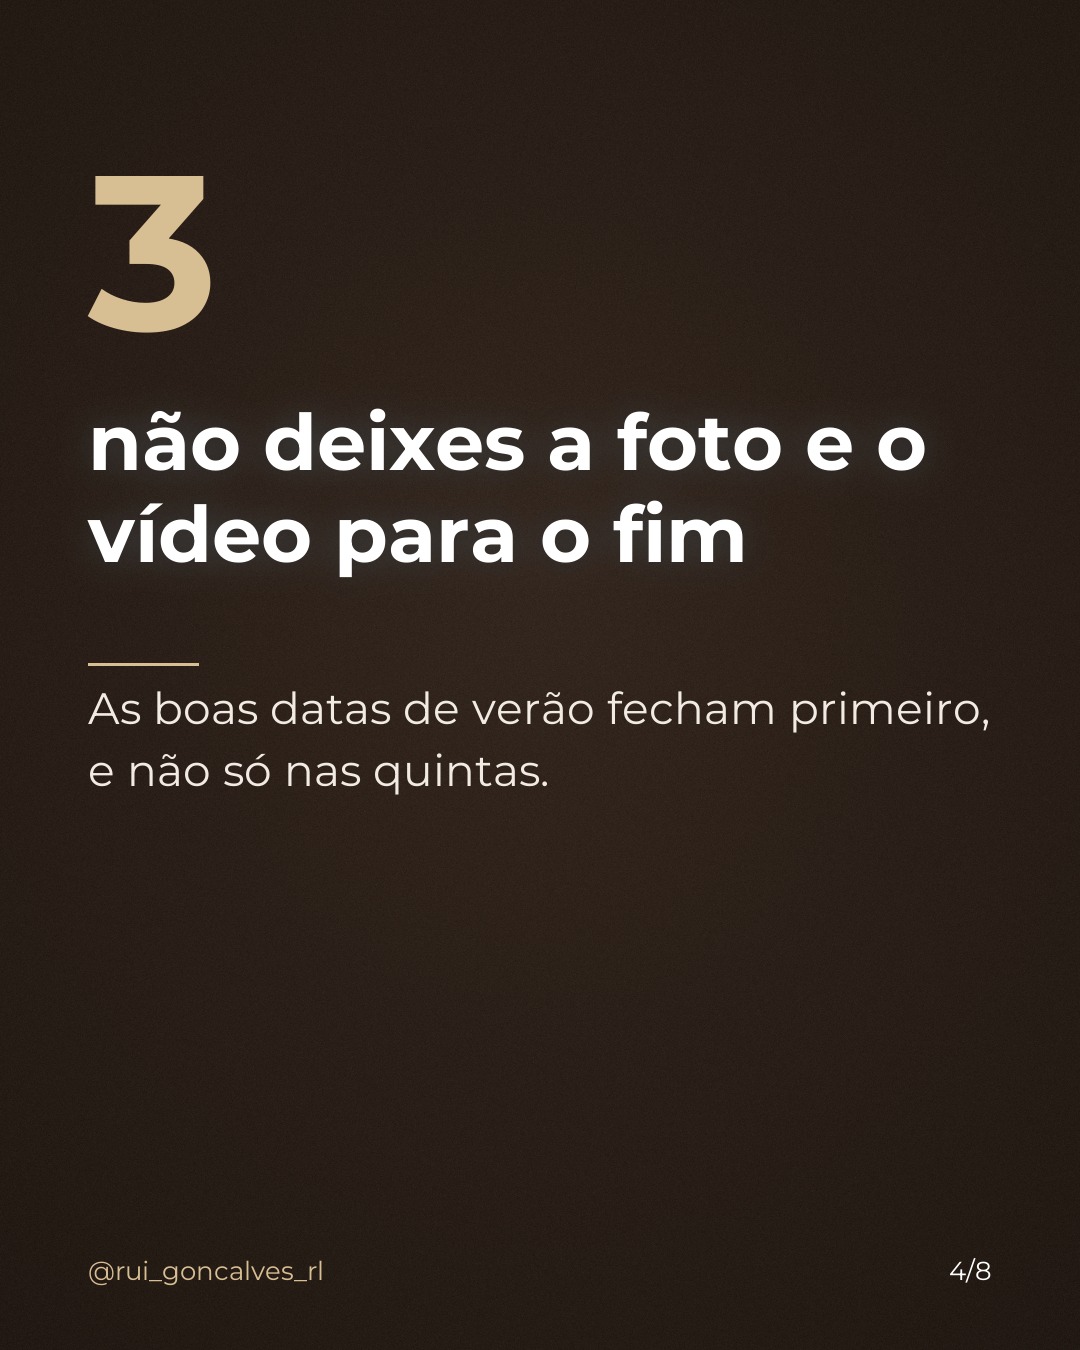 3
não deixes a foto e o
vídeo para o fim
As boas datas de verão fecham primeiro,
e não só nas quintas.
@rui_goncalves_rl
4/8